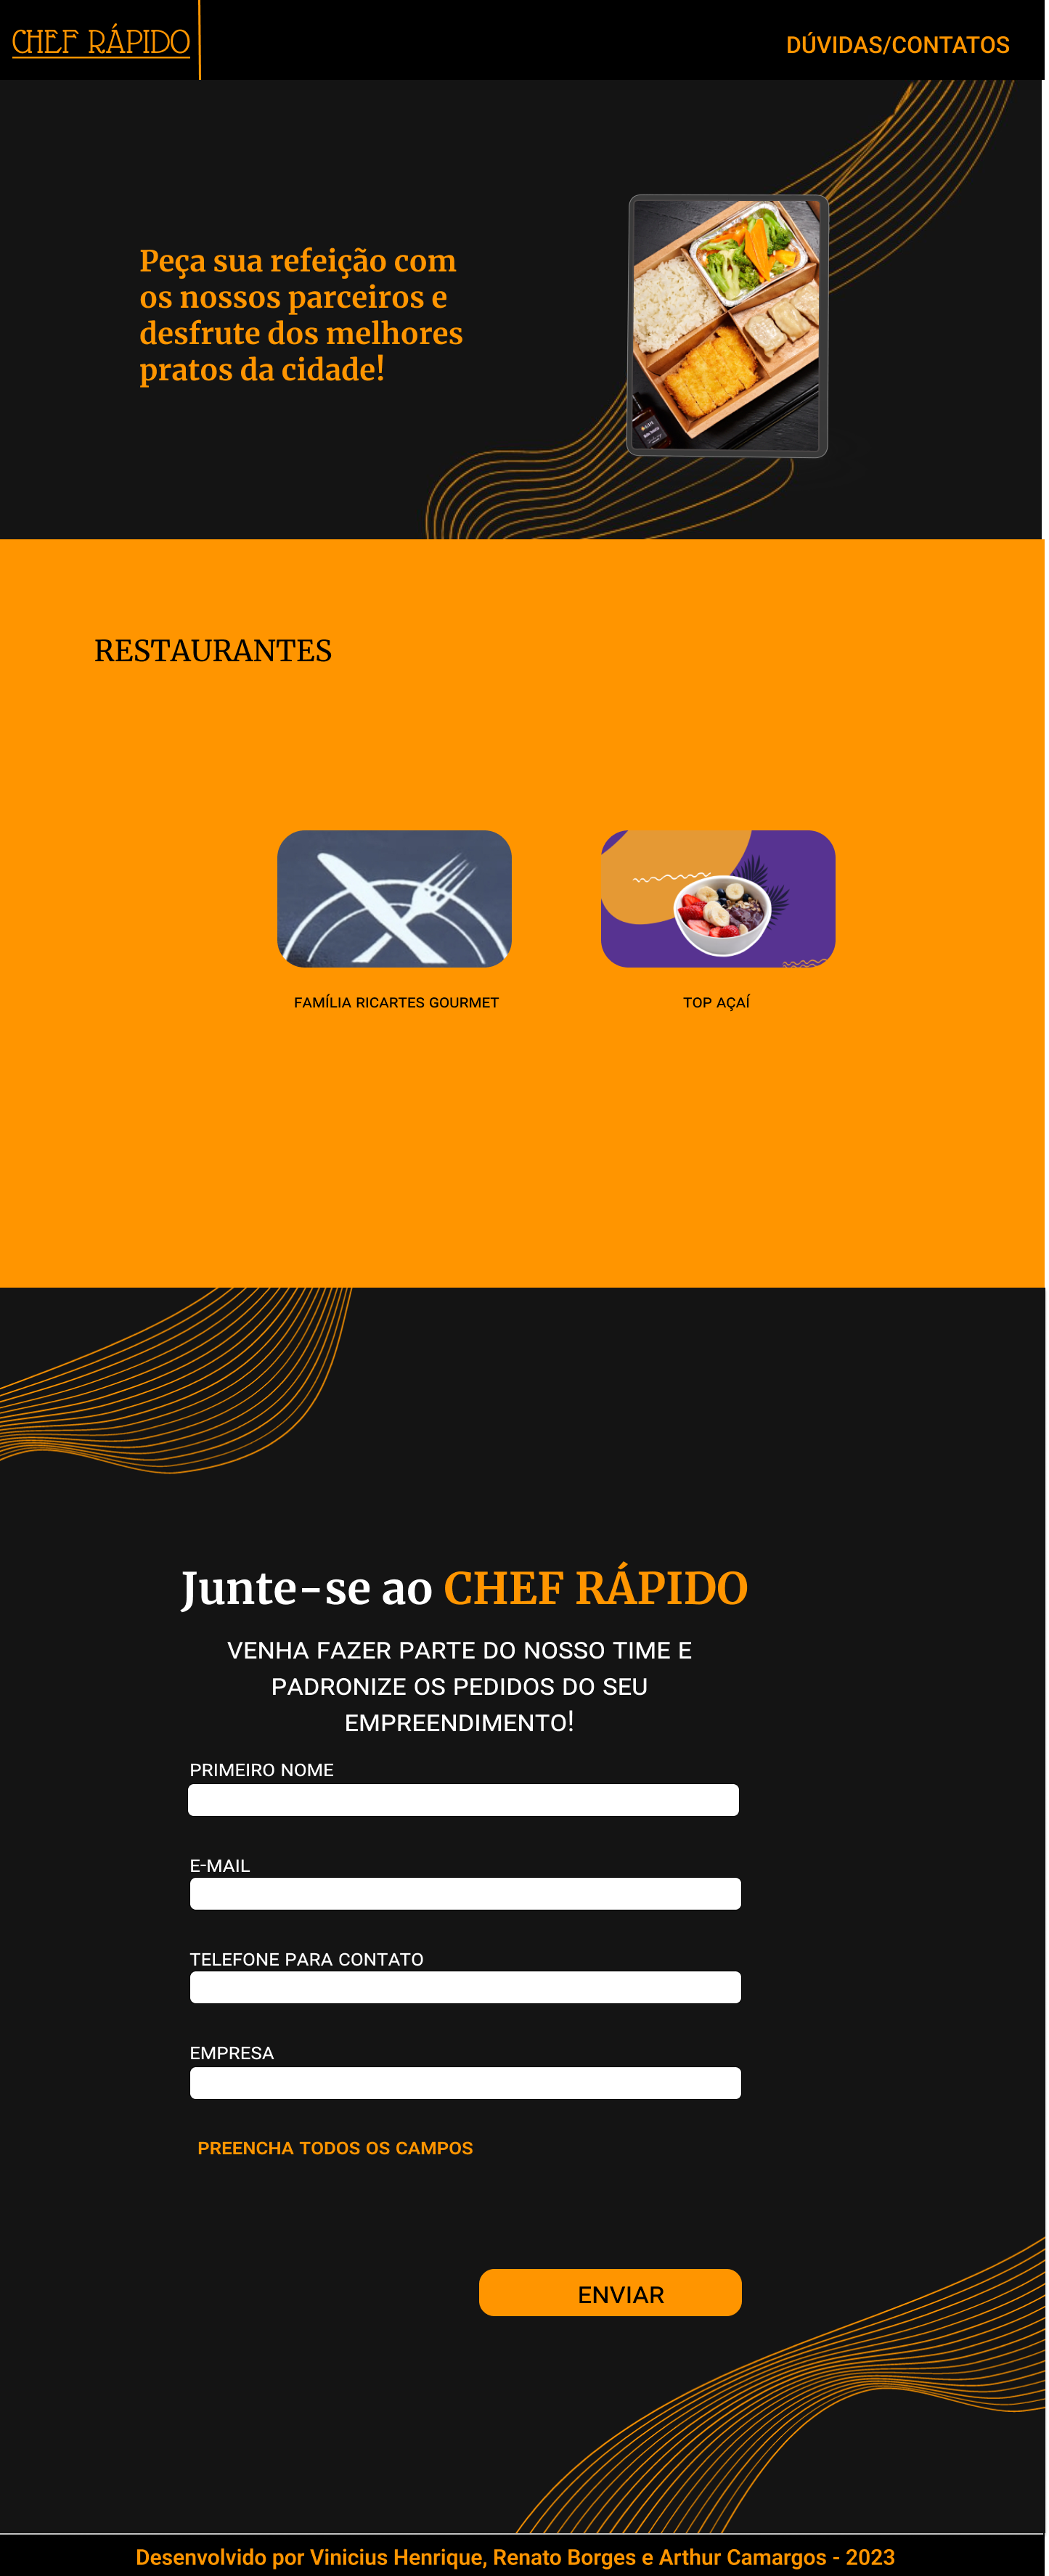 CHEF RÁPIDO
DÚVIDAS/CONTATOS
Peça sua refeição com
os nossos parceiros e
desfrute dos melhores
pratos da cidade!
RESTAURANTES
FAMÍLIA RICARTES GOURMET
TOP AÇAÍ
Junte-se ao CHEF RÁPIDO
VENHA FAZER PARTE DO NOSSO TIME E
PADRONIZE OS PEDIDOS DO SEU
EMPREENDIMENTO!
PRIMEIRO NOME
E-MAIL
TELEFONE PARA CONTATO
EMPRESA
PREENCHA TODOS OS CAMPOS
ENVIAR
Desenvolvido por Vinicius Henrique, Renato Borges e Arthur Camargos - 2023